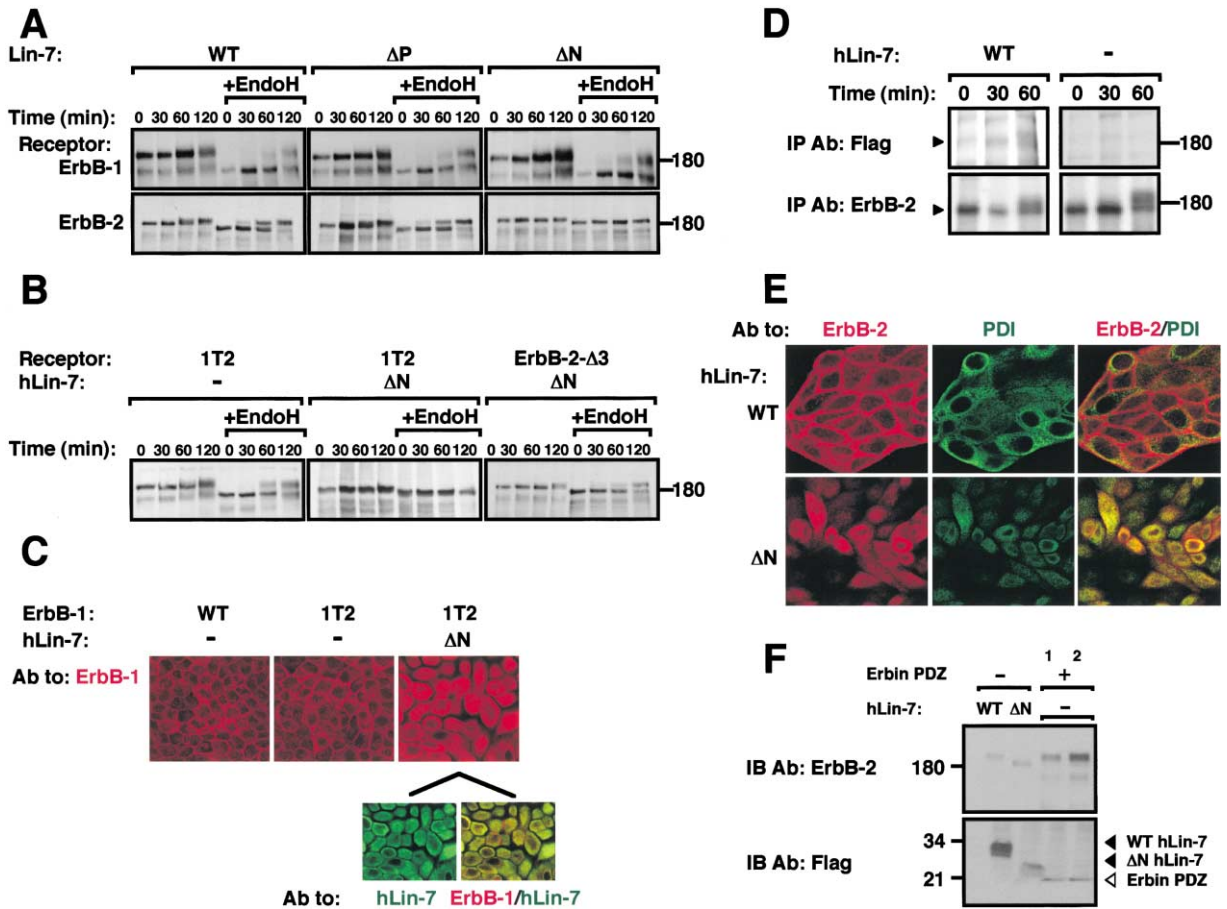 A
Lin-7: WT ΔP ΔN
+EndoH +EndoH +EndoH
Time (min): 0 30 60 120 0 30 60 120 0 30 60 120 0 30 60 120 0 30 60 120 0 30 60 120
Receptor:
ErbB-1 180
ErbB-2 180
B
Receptor: 1T2 1T2 ErbB-2-Δ3
hLin-7: - ΔN ΔN
+EndoH +EndoH +EndoH
Time (min): 0 30 60 120 0 30 60 120 0 30 60 120 0 30 60 120 0 30 60 120 0 30 60 120
180
C
ErbB-1: WT 1T2 1T2
hLin-7: - - ΔN
Ab to: ErbB-1
Ab to: hLin-7 ErbB-1/hLin-7
D
hLin-7: WT -
Time (min): 0 30 60 0 30 60
IP Ab: Flag 180
IP Ab: ErbB-2 180
E
Ab to: ErbB-2 PDI ErbB-2/PDI
hLin-7:
WT
ΔN
F
1 2
Erbin PDZ - +
hLin-7: WT ΔN -
IB Ab: ErbB-2 180
IB Ab: Flag 34 21
WT hLin-7
ΔN hLin-7
Erbin PDZ